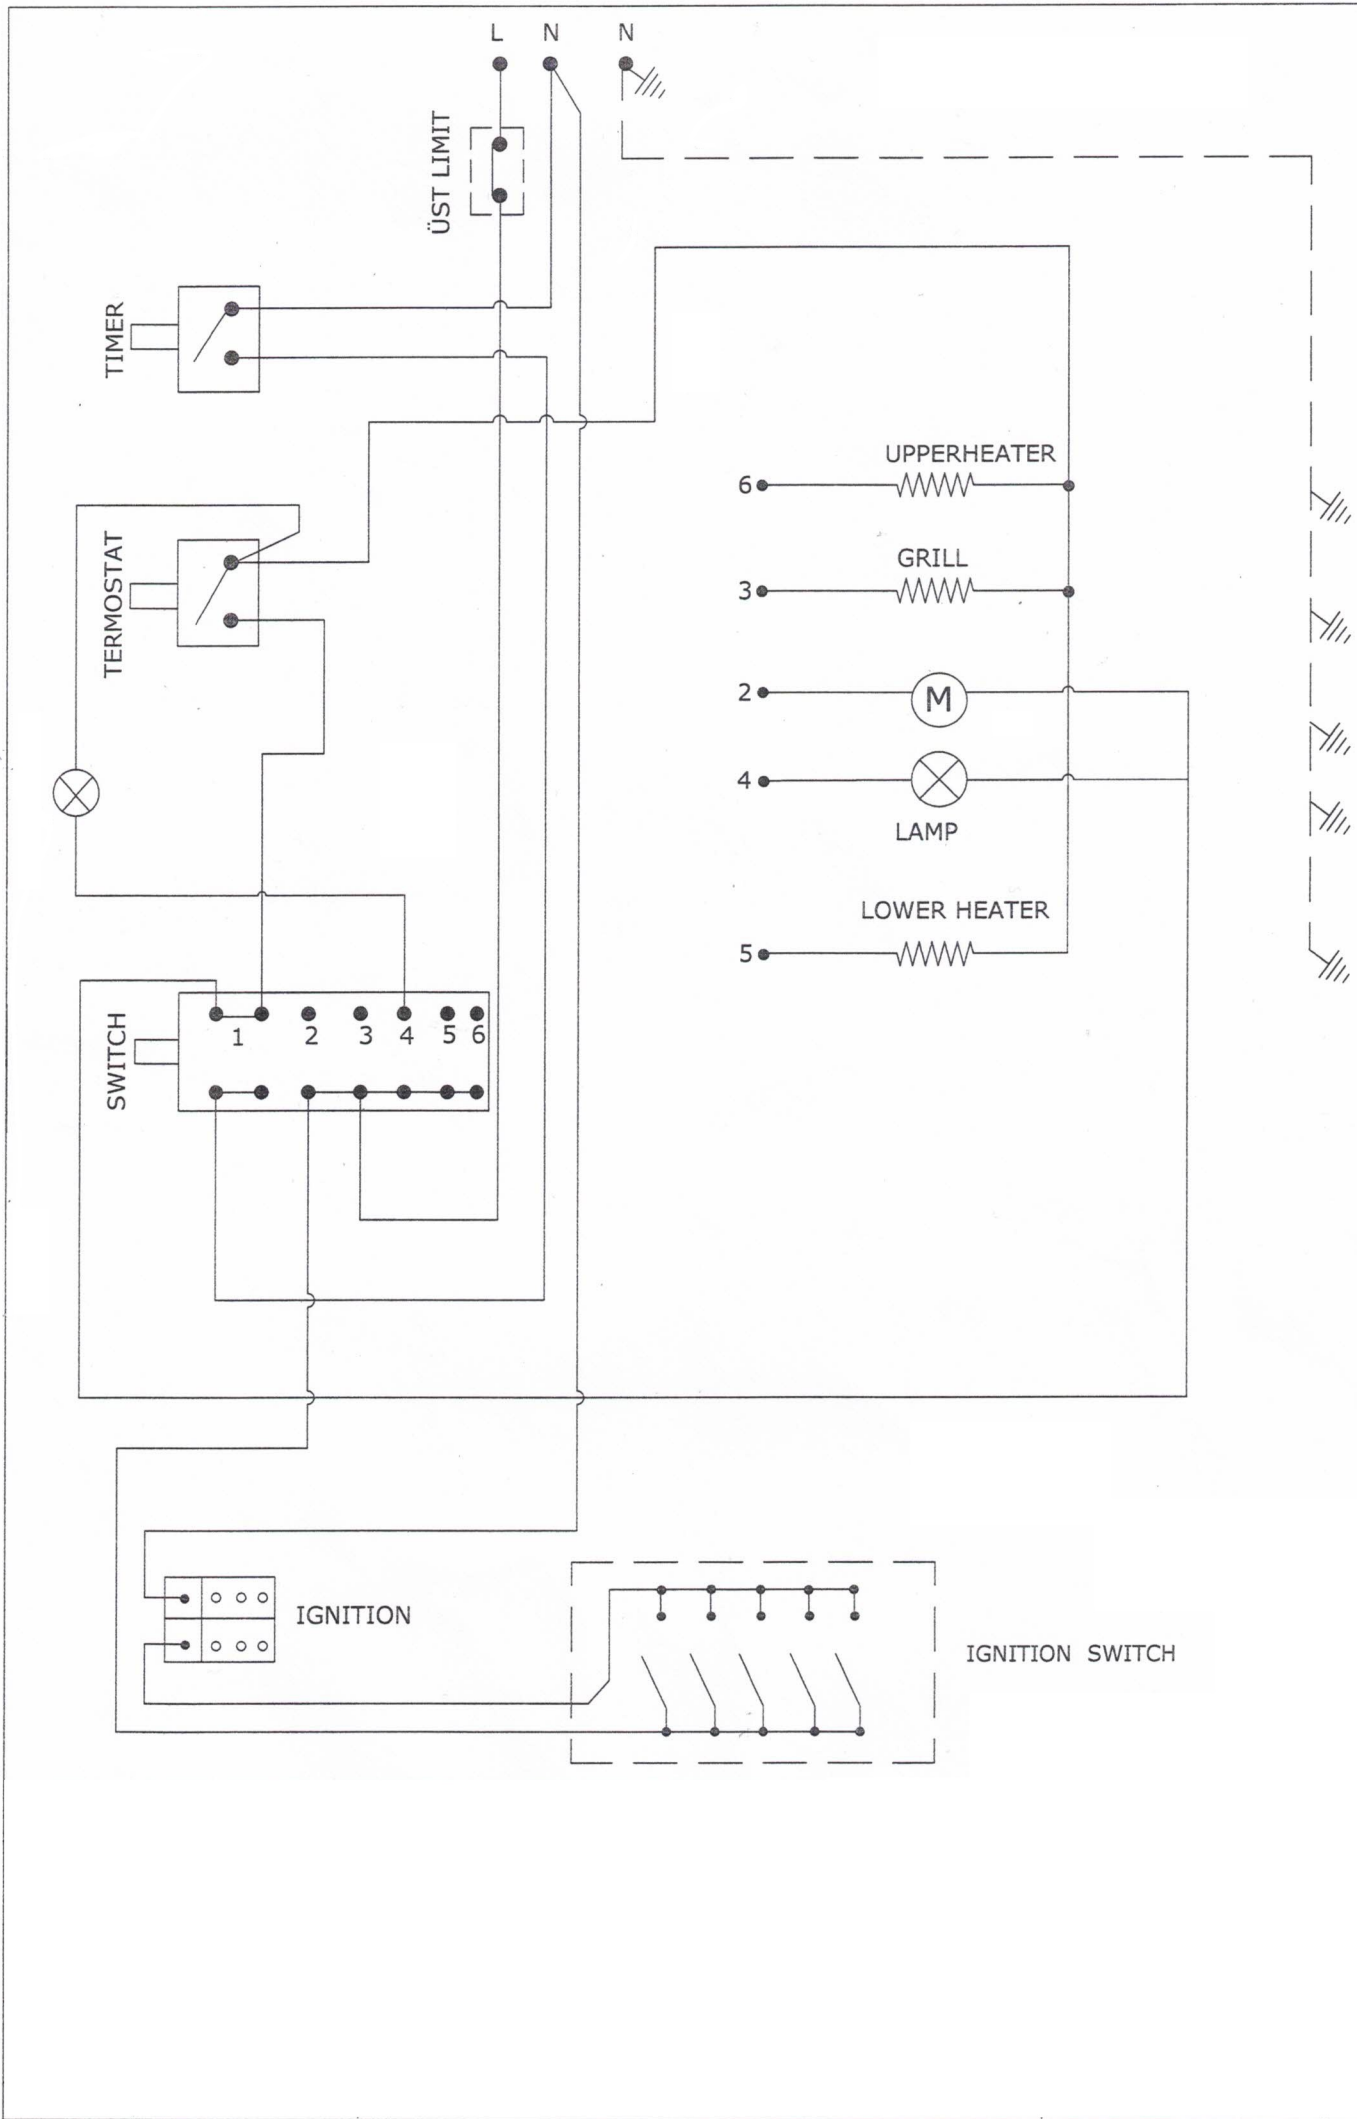 L N N
ÜST LIMIT
TIMER
UPPERHEATER
6
TERMOSTAT
GRILL
3
2 M
4
LAMP
LOWER HEATER
5
SWITCH
1 2 3 4 5 6
IGNITION
IGNITION SWITCH